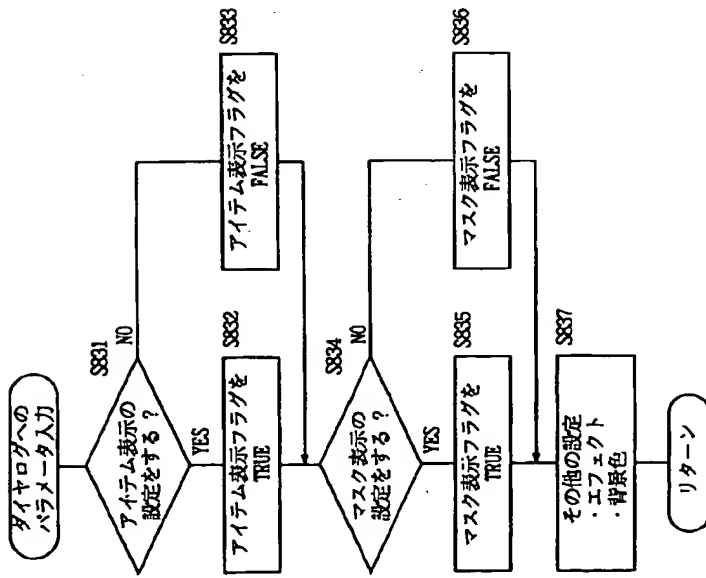 ダイヤログへの
パラメータ入力
S831
アイテム表示の
設定をする?
NO
YES
S832
アイテム表示フラグを
TRUE
S833
アイテム表示フラグを
FALSE
S834
マスク表示の
設定をする?
NO
YES
S835
マスク表示フラグを
TRUE
S836
マスク表示フラグを
FALSE
S837
その他の設定
・エフェクト
・背景色
リターン